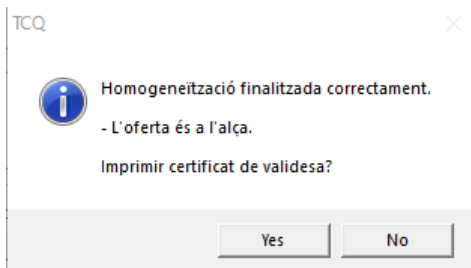 TCQ
Homogeneïtzació finalitzada correctament.
- L'oferta és a l'alça.
Imprimir certificat de validesa?
Yes
No